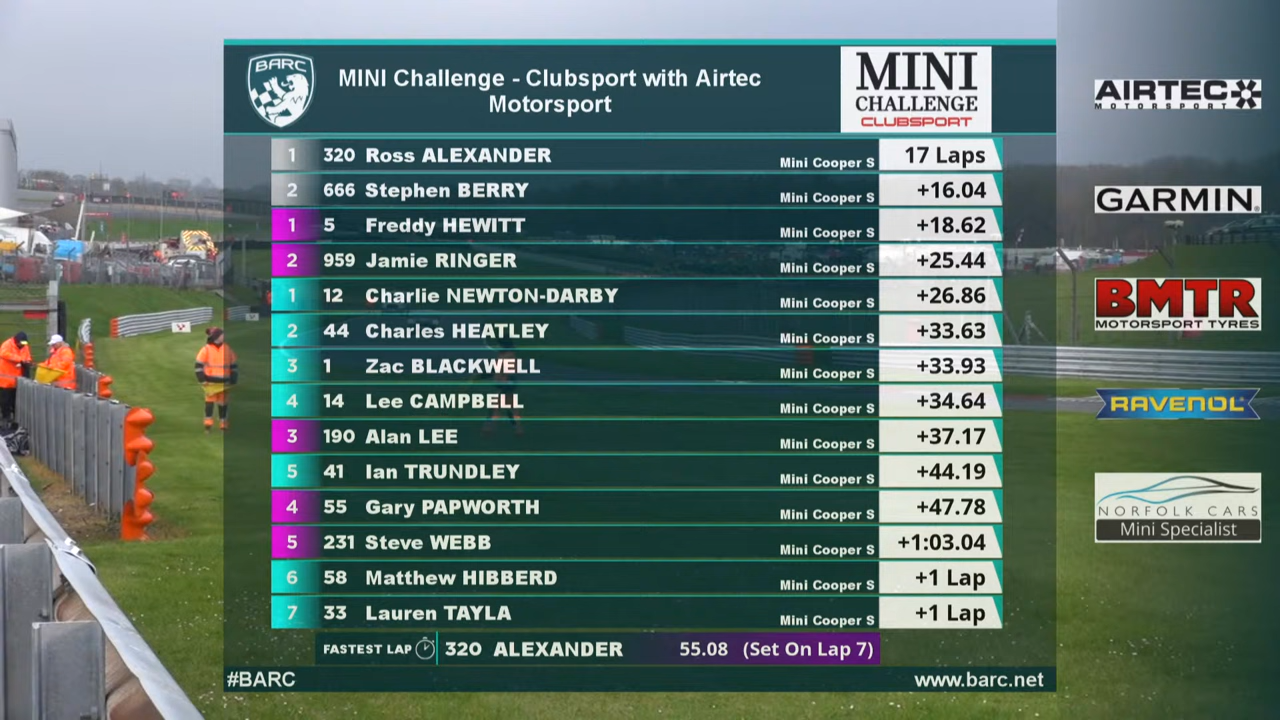 BARC
MINI Challenge - Clubsport with Airtec
Motorsport
MINI
CHALLENGE
CLUBSPORT
1 320 Ross ALEXANDER Mini Cooper S 17 Laps
2 666 Stephen BERRY Mini Cooper S +16.04
1 5 Freddy HEWITT Mini Cooper S +18.62
2 959 Jamie RINGER Mini Cooper S +25.44
1 12 Charlie NEWTON-DARBY Mini Cooper S +26.86
2 44 Charles HEATLEY Mini Cooper S +33.63
3 1 Zac BLACKWELL Mini Cooper S +33.93
4 14 Lee CAMPBELL Mini Cooper S +34.64
3 190 Alan LEE Mini Cooper S +37.17
5 41 Ian TRUNDLEY Mini Cooper S +44.19
4 55 Gary PAPWORTH Mini Cooper S +47.78
5 231 Steve WEBB Mini Cooper S +1:03.04
6 58 Matthew HIBBERD Mini Cooper S +1 Lap
7 33 Lauren TAYLA Mini Cooper S +1 Lap
FASTEST LAP 320 ALEXANDER 55.08 (Set On Lap 7)
#BARC www.barc.net
AIRTEC
MOTORSPORT
GARMIN.
BMTR
MOTORSPORT TYRES
RAVENOL
NORFOLK CARS
Mini Specialist